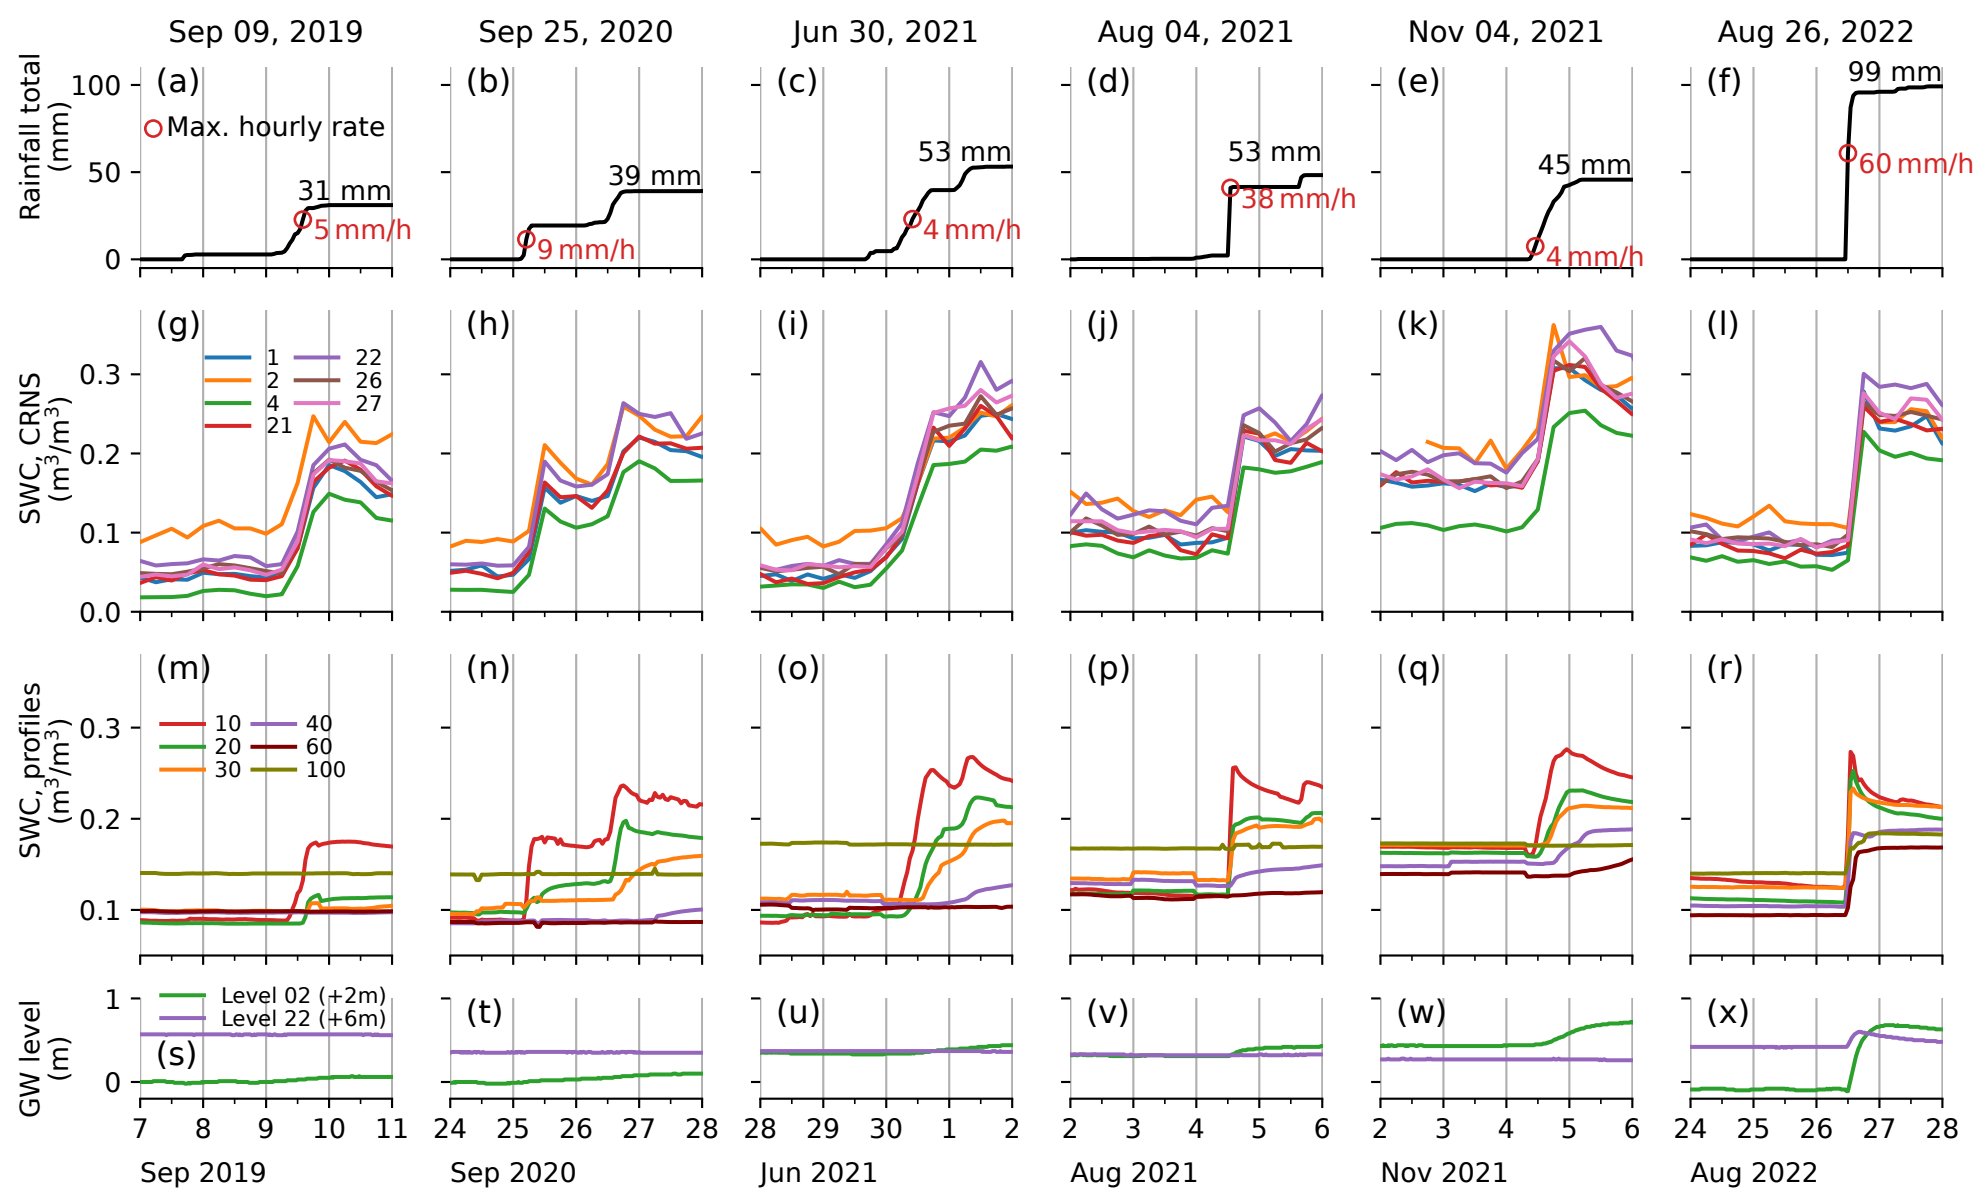 Sep 09, 2019 Sep 25, 2020 Jun 30, 2021 Aug 04, 2021 Nov 04, 2021 Aug 26, 2022
Rainfall total
(mm)
100
50
0
(a) (b) (c) (d) (e) (f)
Max. hourly rate
31 mm
5 mm/h
39 mm
9 mm/h
53 mm
4 mm/h
53 mm
38 mm/h
45 mm
4 mm/h
99 mm
60 mm/h
SWC, CRNS
(m³/m³)
0.3
0.2
0.1
0.0
(g) (h) (i) (j) (k) (l)
1 22
2 26
4 27
21
SWC, profiles
(m³/m³)
0.3
0.2
0.1
(m) (n) (o) (p) (q) (r)
10 40
20 60
30 100
GW level
(m)
1
0
Level 02 (+2m)
Level 22 (+6m)
(s) (t) (u) (v) (w) (x)
7 8 9 10 11 24 25 26 27 28 28 29 30 1 2 2 3 4 5 6 2 3 4 5 6 24 25 26 27 28
Sep 2019 Sep 2020 Jun 2021 Aug 2021 Nov 2021 Aug 2022